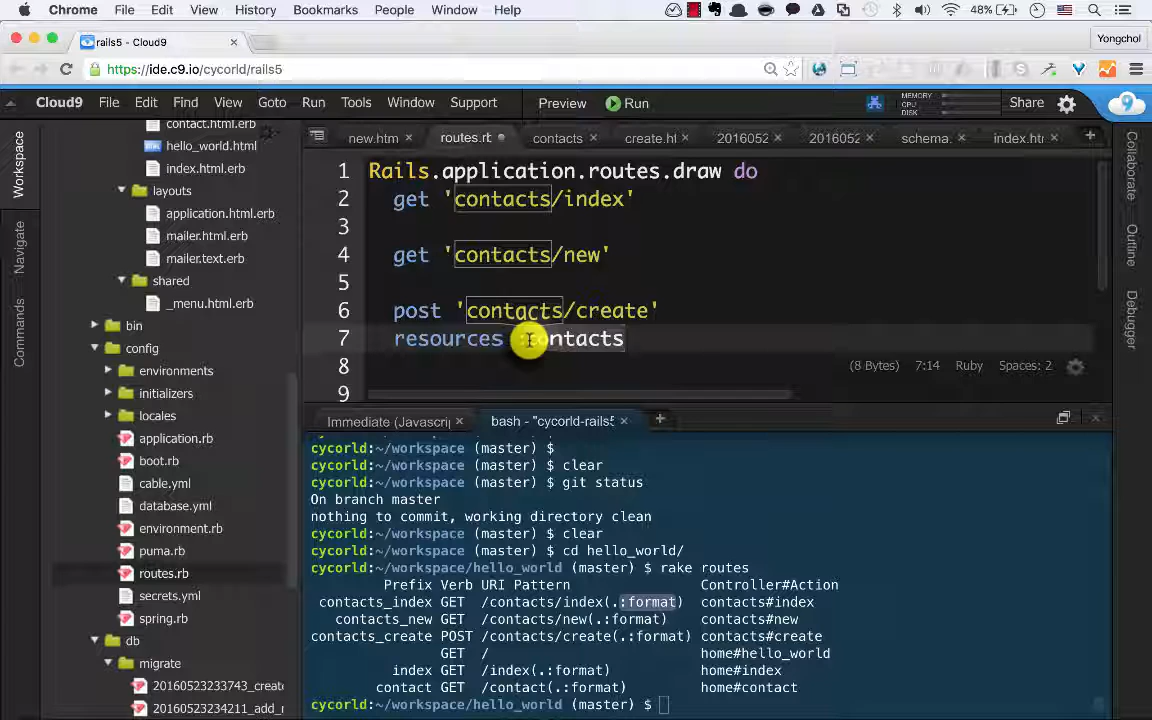 Chrome File Edit View History Bookmarks People Window Help 48%
rails5 - Cloud9
Yongchol
https://ide.c9.io/cycorld/rails5
Cloud9 File Edit Find View Goto Run Tools Window Support Preview Run MEMORY CPU DISK Share
Workspace
Navigate
Commands
contact.html.erb
hello_world.html
index.html.erb
layouts
application.html.erb
mailer.html.erb
mailer.text.erb
shared
_menu.html.erb
bin
config
environments
initializers
locales
application.rb
boot.rb
cable.yml
database.yml
environment.rb
puma.rb
routes.rb
secrets.yml
spring.rb
db
migrate
20160523233743_create
20160523234211_add_r
new.htm routes.rt contacts create.hl 2016052 2016052 schema. index.htr
1 Rails.application.routes.draw do
2 get 'contacts/index'
3
4 get 'contacts/new'
5
6 post 'contacts/create'
7 resources :contacts
8
9
(8 Bytes) 7:14 Ruby Spaces: 2
Immediate (Javascrip bash - "cycorld-rails5"
cycorld:~/workspace (master) $
cycorld:~/workspace (master) $ clear
cycorld:~/workspace (master) $ git status
On branch master
nothing to commit, working directory clean
cycorld:~/workspace (master) $ clear
cycorld:~/workspace (master) $ cd hello_world/
cycorld:~/workspace/hello_world (master) $ rake routes
Prefix Verb URI Pattern Controller#Action
contacts_index GET /contacts/index(.:format) contacts#index
contacts_new GET /contacts/new(.:format) contacts#new
contacts_create POST /contacts/create(.:format) contacts#create
GET / home#hello_world
index GET /index(.:format) home#index
contact GET /contact(.:format) home#contact
cycorld:~/workspace/hello_world (master) $
Collaborate
Outline
Debugger